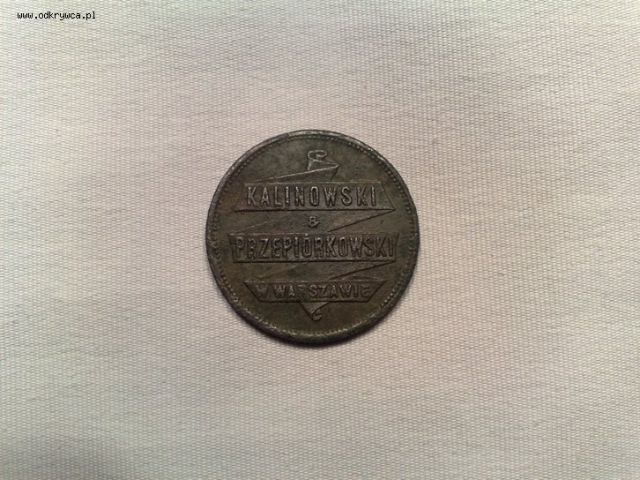 www.odkrywca.pl
KALINOWSKI
&
PRZEPIÓRKOWSKI
W WARSZAWIE